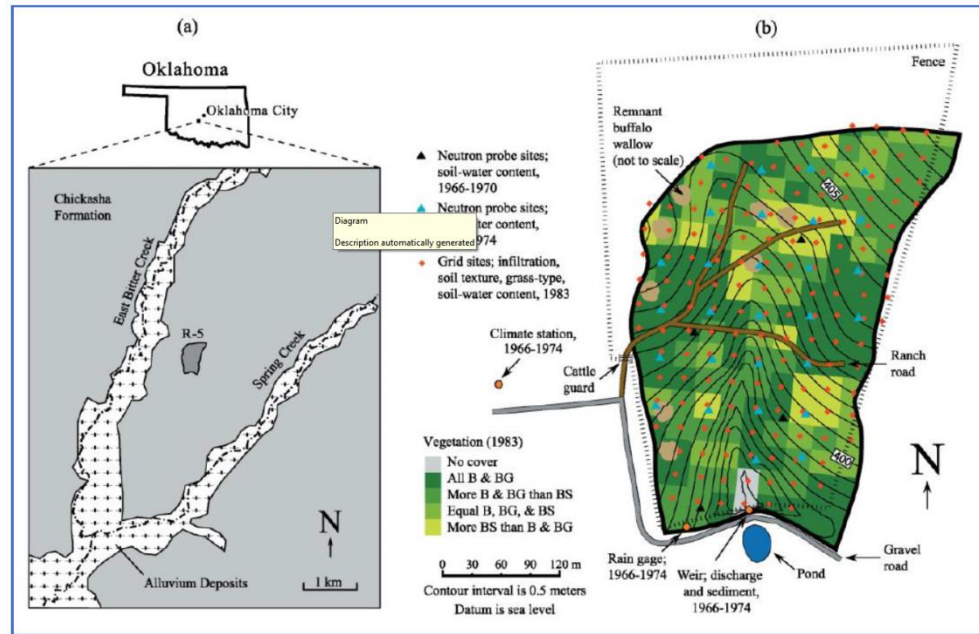 (a)
Oklahoma
Oklahoma City
Chickasha
Formation
East Bitter Creek
R-5
Spring Creek
N
Alluvium Deposits
1 km
Neutron probe sites;
soil-water content,
1966-1970
Neutron probe sites;
ter content,
974
Diagram
Description automatically generated
Grid sites; infiltration,
soil texture, grass-type,
soil-water content, 1983
Climate station,
1966-1974
Vegetation (1983)
No cover
All B & BG
More B & BG than BS
Equal B, BG, & BS
More BS than B & BG
0 30 60 90 120 m
Contour interval is 0.5 meters
Datum is sea level
(b)
Fence
Remnant
buffalo
wallow
(not to scale)
405
Cattle
guard
Ranch
road
400
N
Rain gage;
1966-1974
Weir; discharge
and sediment,
1966-1974
Pond
Gravel
road